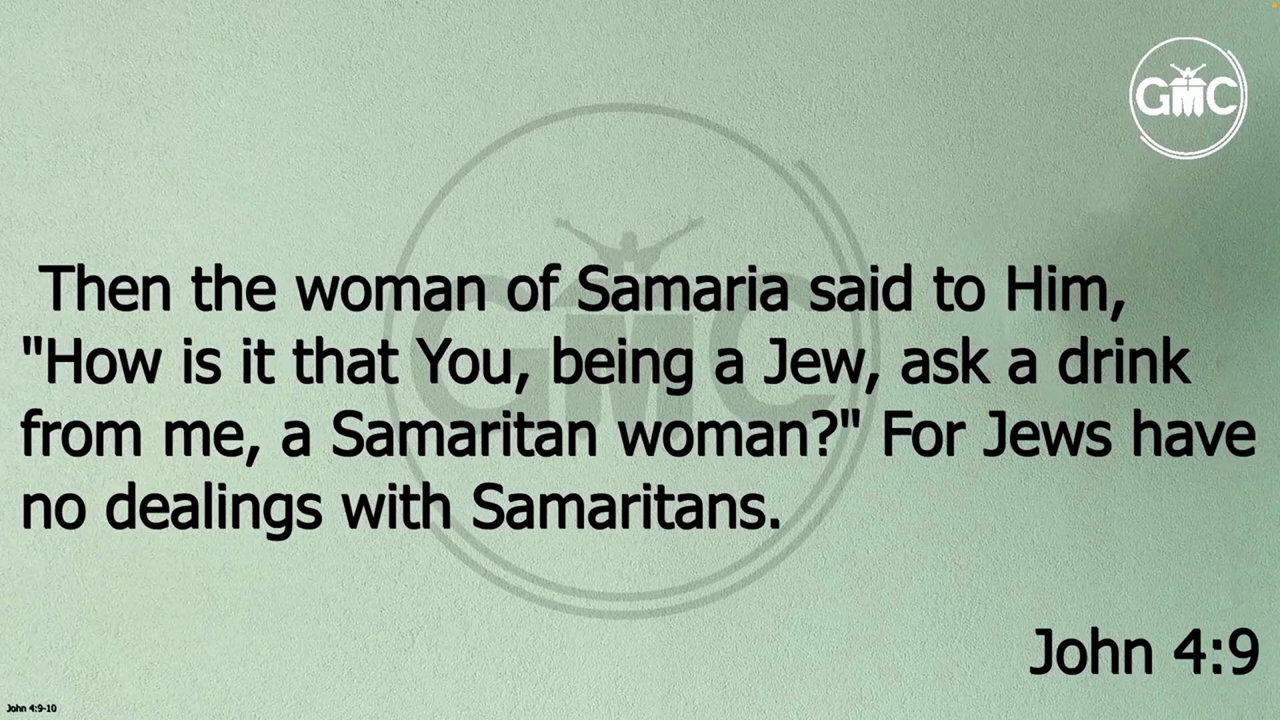 GMC
Then the woman of Samaria said to Him,
"How is it that You, being a Jew, ask a drink
from me, a Samaritan woman?" For Jews have
no dealings with Samaritans.
GMC
John 4:9
John 4:9-10